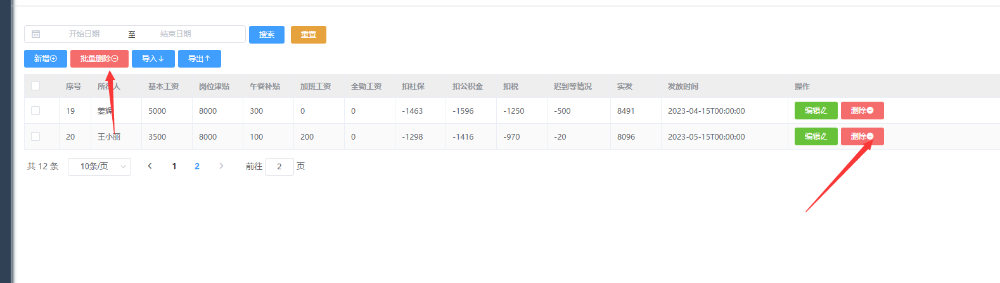 开始日期 至 结束日期 搜索 重置
新增 批量删除 导入 导出
序号 所得人 基本工资 岗位津贴 午餐补贴 加班工资 全勤工资 扣社保 扣公积金 扣税 迟到等情况 实发 发放时间 操作
19 姜辉 5000 8000 300 0 0 -1463 -1596 -1250 -500 8491 2023-04-15T00:00:00 编辑 删除
20 王小丽 3500 8000 100 200 0 -1298 -1416 -970 -20 8096 2023-05-15T00:00:00 编辑 删除
共 12 条 10条/页 1 2 前往 2 页